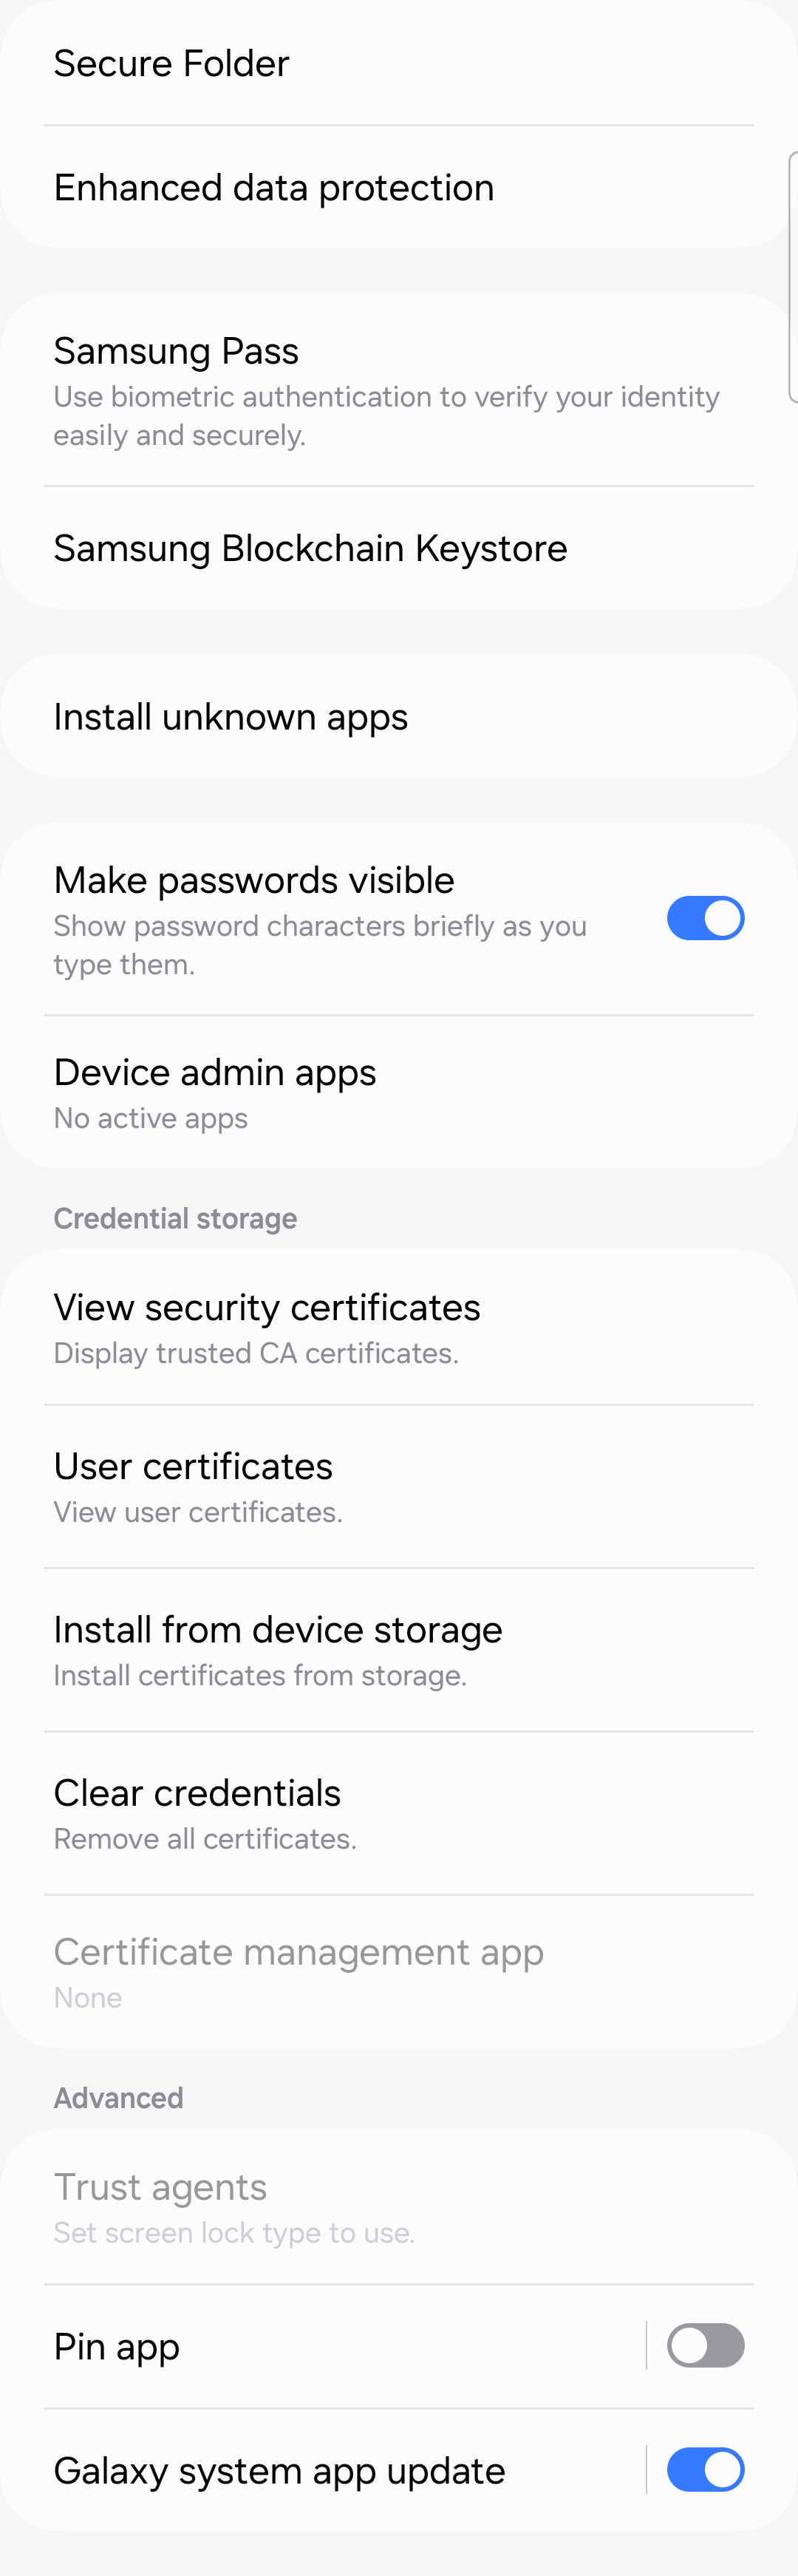 Secure Folder
Enhanced data protection
Samsung Pass
Use biometric authentication to verify your identity
easily and securely.
Samsung Blockchain Keystore
Install unknown apps
Make passwords visible
Show password characters briefly as you
type them.
Device admin apps
No active apps
Credential storage
View security certificates
Display trusted CA certificates.
User certificates
View user certificates.
Install from device storage
Install certificates from storage.
Clear credentials
Remove all certificates.
Certificate management app
None
Advanced
Trust agents
Set screen lock type to use.
Pin app
Galaxy system app update